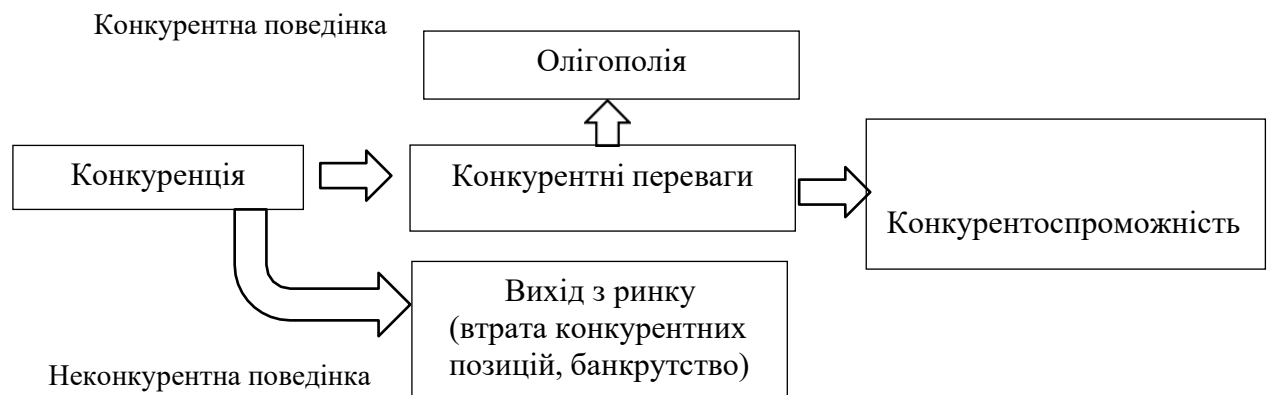 Конкурентна поведінка
Олігополія
Конкуренція
Конкурентні переваги
Конкурентоспроможність
Вихід з ринку
(втрата конкурентних
позицій, банкрутство)
Неконкурентна поведінка